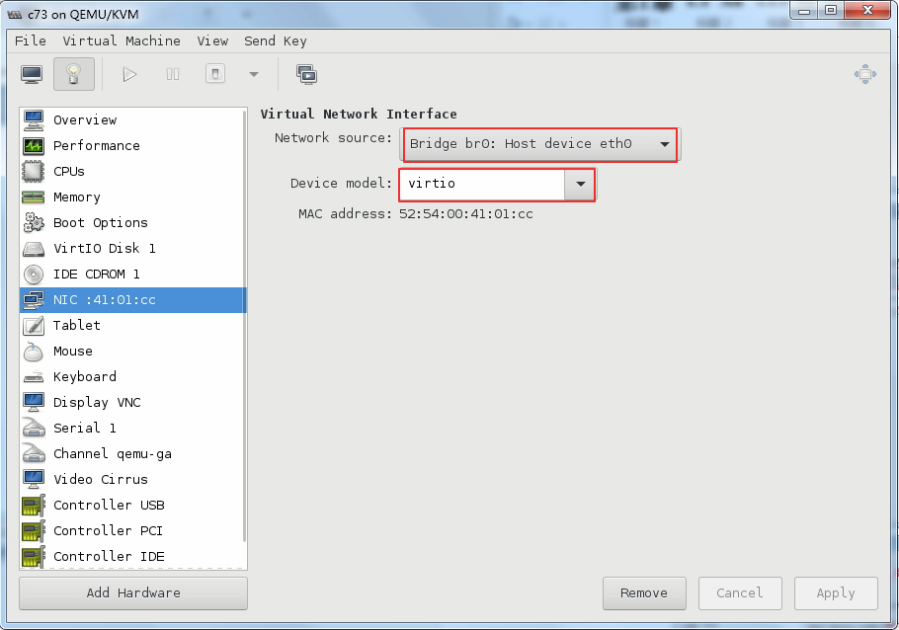 c73 on QEMU/KVM
File Virtual Machine View Send Key
Overview
Performance
CPUs
Memory
Boot Options
VirtIO Disk 1
IDE CDROM 1
NIC :41:01:cc
Tablet
Mouse
Keyboard
Display VNC
Serial 1
Channel qemu-ga
Video Cirrus
Controller USB
Controller PCI
Controller IDE
Add Hardware
Virtual Network Interface
Network source: Bridge br0: Host device eth0
Device model: virtio
MAC address: 52:54:00:41:01:cc
Remove Cancel Apply